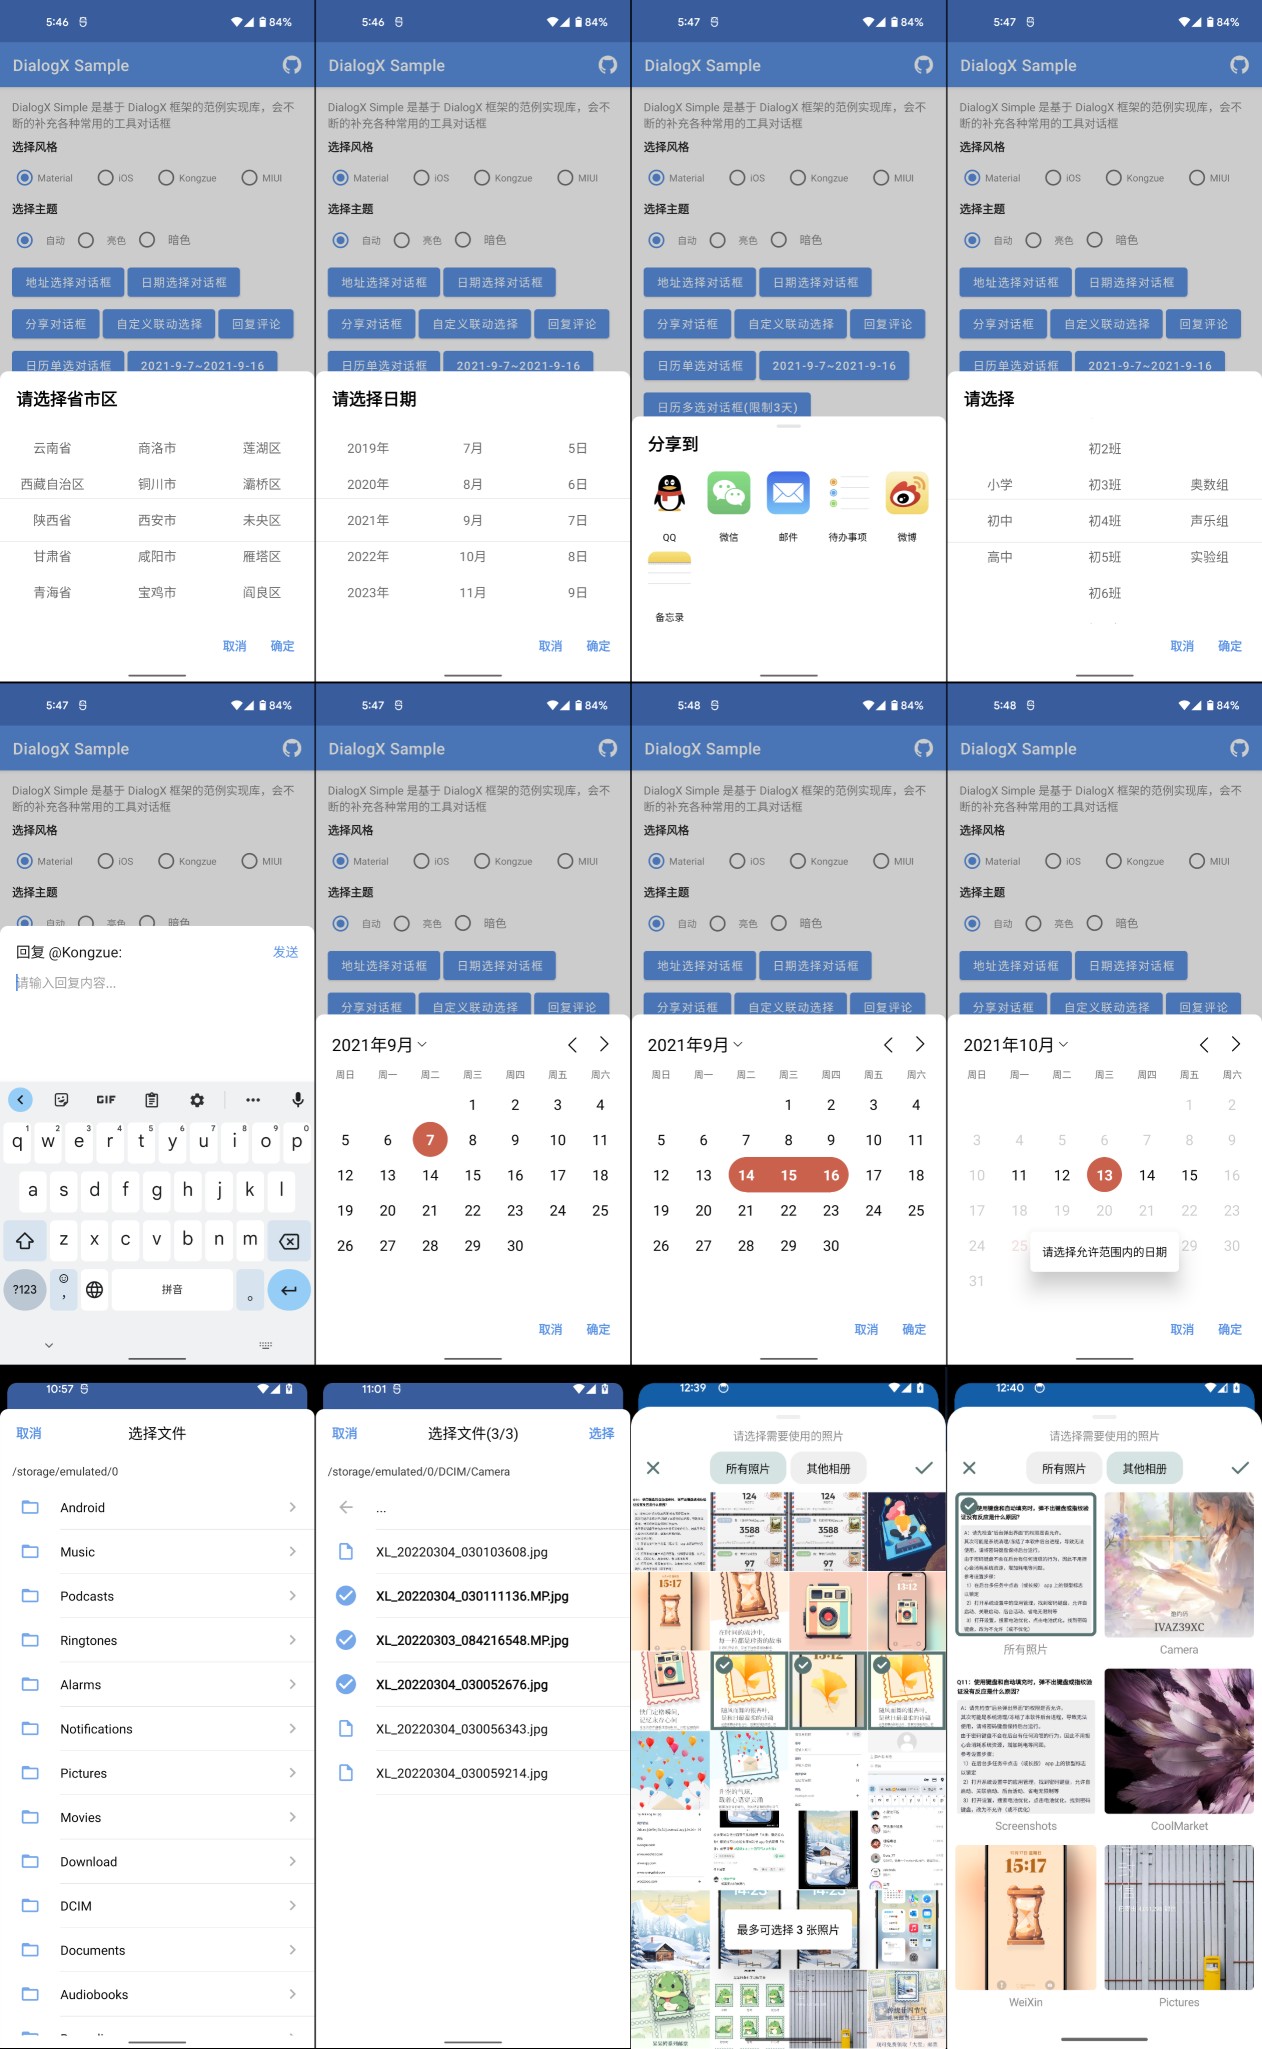 5:46 84%
DialogX Sample
DialogX Simple 是基于 DialogX 框架的范例实现库，会不
断的补充各种常用的工具对话框
选择风格
Material iOS Kongzue MIUI
选择主题
自动 亮色 暗色
地址选择对话框 日期选择对话框
分享对话框 自定义联动选择 回复评论
日历单选对话框 2021-9-7~2021-9-16
请选择省市区
云南省 商洛市 莲湖区
西藏自治区 铜川市 灞桥区
陕西省 西安市 未央区
甘肃省 咸阳市 雁塔区
青海省 宝鸡市 阎良区
取消 确定
5:46 84%
DialogX Sample
DialogX Simple 是基于 DialogX 框架的范例实现库，会不
断的补充各种常用的工具对话框
选择风格
Material iOS Kongzue MIUI
选择主题
自动 亮色 暗色
地址选择对话框 日期选择对话框
分享对话框 自定义联动选择 回复评论
日历单选对话框 2021-9-7~2021-9-16
请选择日期
2019年 7月 5日
2020年 8月 6日
2021年 9月 7日
2022年 10月 8日
2023年 11月 9日
取消 确定
5:47 84%
DialogX Sample
DialogX Simple 是基于 DialogX 框架的范例实现库，会不
断的补充各种常用的工具对话框
选择风格
Material iOS Kongzue MIUI
选择主题
自动 亮色 暗色
地址选择对话框 日期选择对话框
分享对话框 自定义联动选择 回复评论
日历单选对话框 2021-9-7~2021-9-16
日历多选对话框(限制3天)
分享到
QQ 微信 邮件 待办事项 微博
备忘录
5:47 84%
DialogX Sample
DialogX Simple 是基于 DialogX 框架的范例实现库，会不
断的补充各种常用的工具对话框
选择风格
Material iOS Kongzue MIUI
选择主题
自动 亮色 暗色
地址选择对话框 日期选择对话框
分享对话框 自定义联动选择 回复评论
日历单选对话框 2021-9-7~2021-9-16
请选择
初2班
小学 初3班 奥数组
初中 初4班 声乐组
高中 初5班 实验组
初6班
取消 确定
5:47 84%
DialogX Sample
DialogX Simple 是基于 DialogX 框架的范例实现库，会不
断的补充各种常用的工具对话框
选择风格
Material iOS Kongzue MIUI
选择主题
自动 亮色 暗色
回复 @Kongzue: 发送
请输入回复内容...
GIF
q1 w2 e3 r4 t5 y6 u7 i8 o9 p0
a s d f g h j k l
z x c v b n m
?123 , 拼音 。
5:47 84%
DialogX Sample
DialogX Simple 是基于 DialogX 框架的范例实现库，会不
断的补充各种常用的工具对话框
选择风格
Material iOS Kongzue MIUI
选择主题
自动 亮色 暗色
地址选择对话框 日期选择对话框
分享对话框 自定义联动选择 回复评论
2021年9月
周日 周一 周二 周三 周四 周五 周六
1 2 3 4
5 6 7 8 9 10 11
12 13 14 15 16 17 18
19 20 21 22 23 24 25
26 27 28 29 30
取消 确定
5:48 84%
DialogX Sample
DialogX Simple 是基于 DialogX 框架的范例实现库，会不
断的补充各种常用的工具对话框
选择风格
Material iOS Kongzue MIUI
选择主题
自动 亮色 暗色
地址选择对话框 日期选择对话框
分享对话框 自定义联动选择 回复评论
2021年9月
周日 周一 周二 周三 周四 周五 周六
1 2 3 4
5 6 7 8 9 10 11
12 13 14 15 16 17 18
19 20 21 22 23 24 25
26 27 28 29 30
取消 确定
5:48 84%
DialogX Sample
DialogX Simple 是基于 DialogX 框架的范例实现库，会不
断的补充各种常用的工具对话框
选择风格
Material iOS Kongzue MIUI
选择主题
自动 亮色 暗色
地址选择对话框 日期选择对话框
分享对话框 自定义联动选择 回复评论
2021年10月
周日 周一 周二 周三 周四 周五 周六
1 2
3 4 5 6 7 8 9
10 11 12 13 14 15 16
17 18 19 20 21 22 23
24 25 29 30
请选择允许范围内的日期
31
取消 确定
10:57
取消 选择文件
/storage/emulated/0
Android
Music
Podcasts
Ringtones
Alarms
Notifications
Pictures
Movies
Download
DCIM
Documents
Audiobooks
11:01
取消 选择文件(3/3) 选择
/storage/emulated/0/DCIM/Camera
...
XL_20220304_030103608.jpg
XL_20220304_030111136.MP.jpg
XL_20220303_084216548.MP.jpg
XL_20220304_030052676.jpg
XL_20220304_030056343.jpg
XL_20220304_030059214.jpg
12:39
请选择需要使用的照片
所有照片 其他相册
124 124
3588 3588
97 97
15:17 13:12
最多可选择 3 张照片
12:40
请选择需要使用的照片
所有照片 其他相册
IVAZ39XC
所有照片 Camera
Q11: 使用键盘和自动填充时，弹不出键盘或指纹验
证没有反应是什么原因?
Screenshots CoolMarket
15:17
WeiXin Pictures